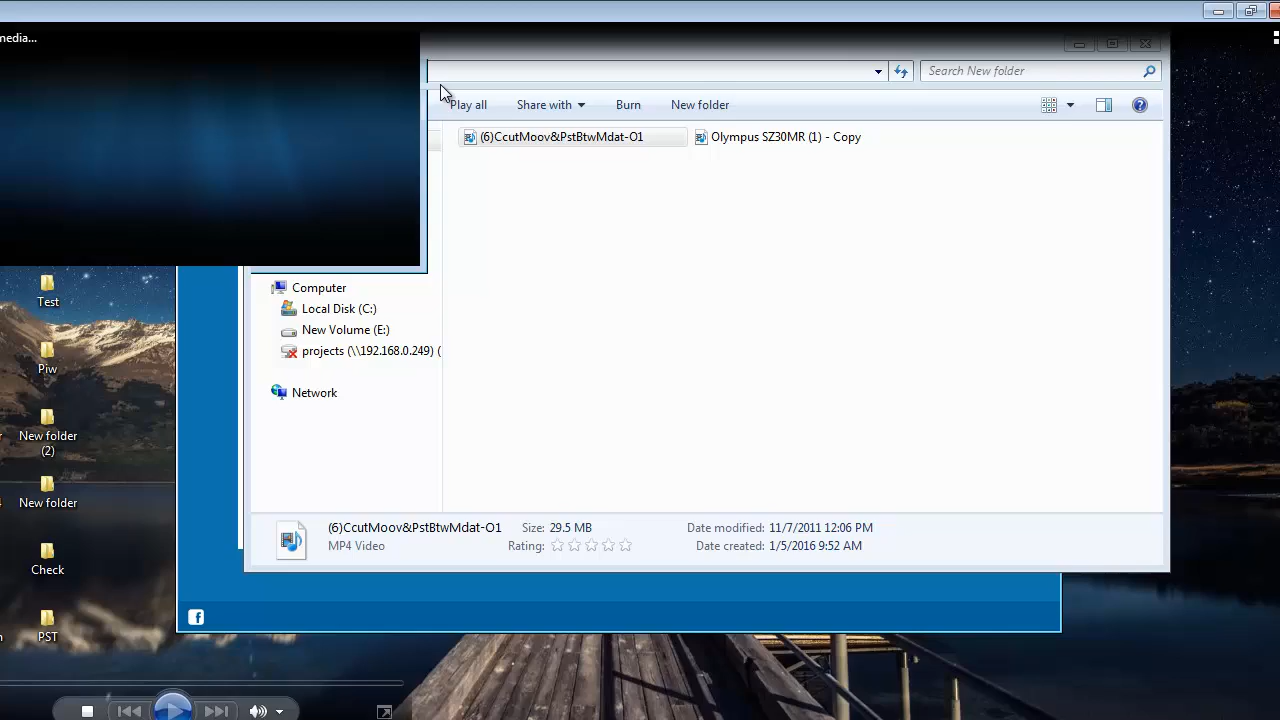 media...
Search New folder
Play all
Share with
Burn
New folder
(6)CcutMoov&PstBtwMdat-O1
Olympus SZ30MR (1) - Copy
Computer
Local Disk (C:)
New Volume (E:)
projects (\\192.168.0.249) (
Network
Test
Piw
New folder
(2)
New folder
Check
PST
(6)CcutMoov&PstBtwMdat-O1
Size: 29.5 MB
Date modified: 11/7/2011 12:06 PM
MP4 Video
Rating:
Date created: 1/5/2016 9:52 AM
f